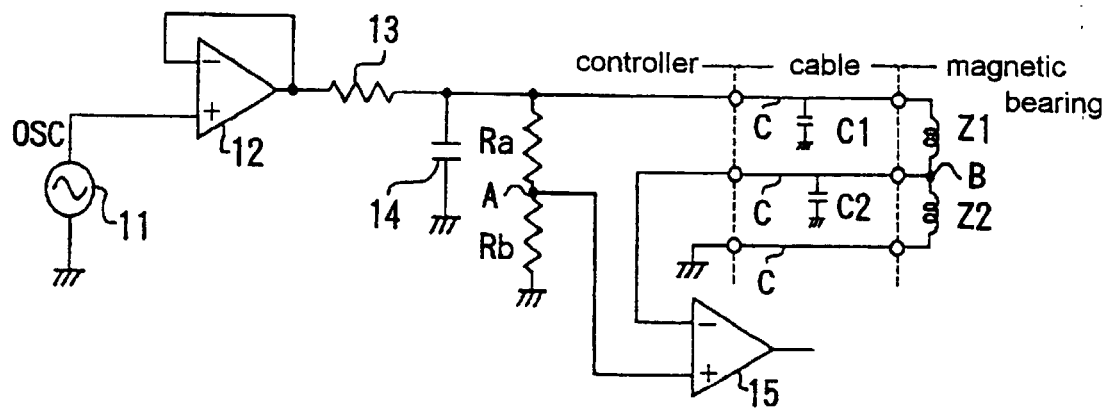 13
controller
cable
magnetic
bearing
OSC
12
11
14
Ra
A
Rb
C
C1
Z1
C
C2
B
Z2
C
15
−
+
−
+